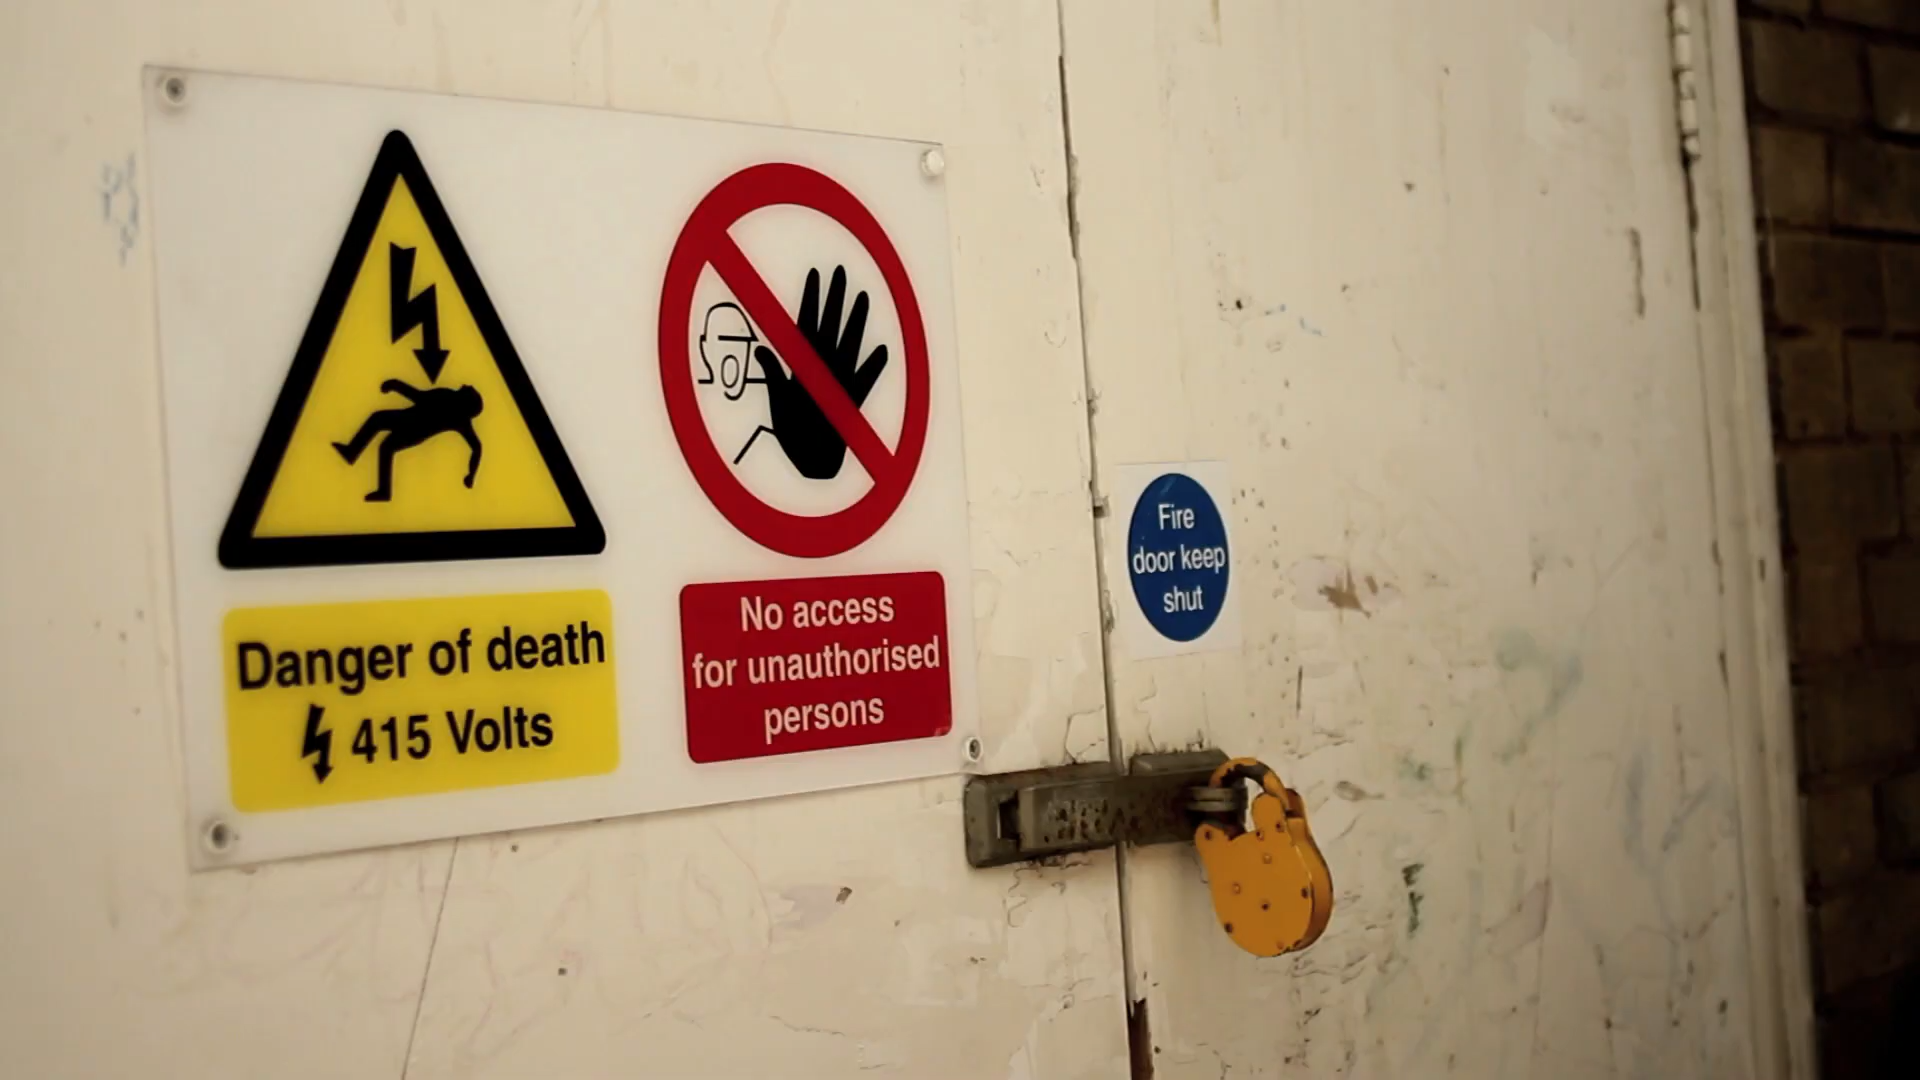 Danger of death
415 Volts
No access
for unauthorised
persons
Fire
door keep
shut